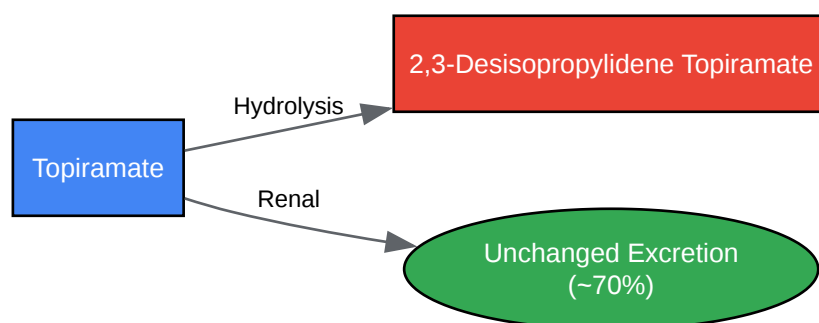 2,3-Desisopropylidene Topiramate
Hydrolysis
Topiramate
Renal
Unchanged Excretion
(~70%)